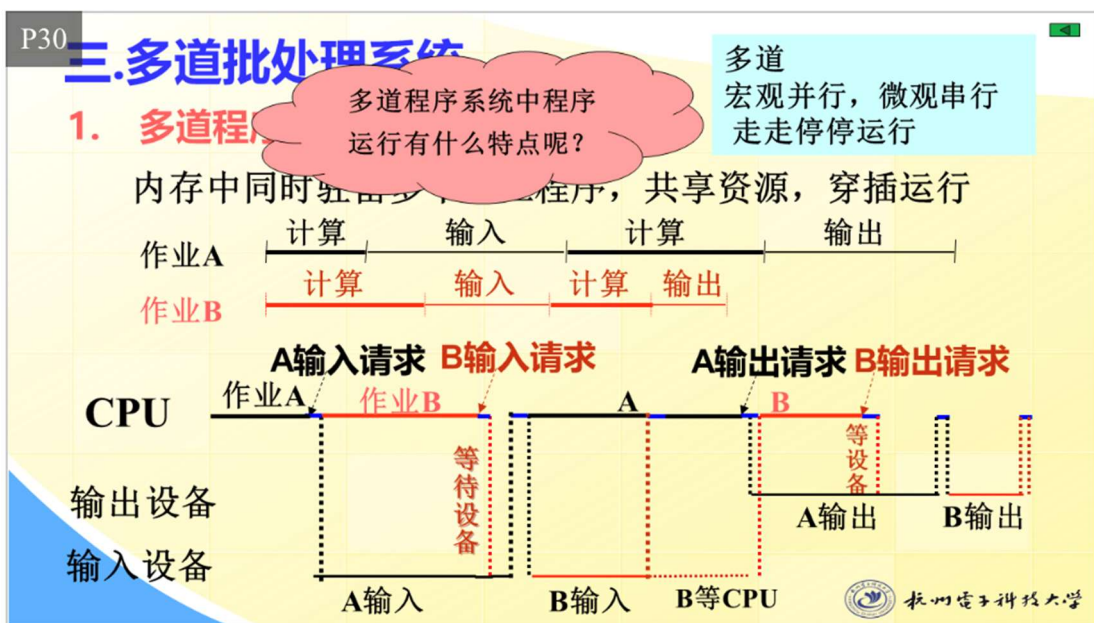 P30
三.多道批处理系统
多道程序系统中程序
运行有什么特点呢？
多道
宏观并行，微观串行
走走停停运行
1. 多道程
内存中同时驻留多 程序，共享资源，穿插运行
计算 输入 计算 输出
作业A
计算 输入 计算 输出
作业B
A输入请求 B输入请求 A输出请求 B输出请求
作业A 作业B A B
CPU
等待设备
等设备
输出设备
A输出 B输出
输入设备
A输入 B输入 B等CPU
杭州电子科技大学